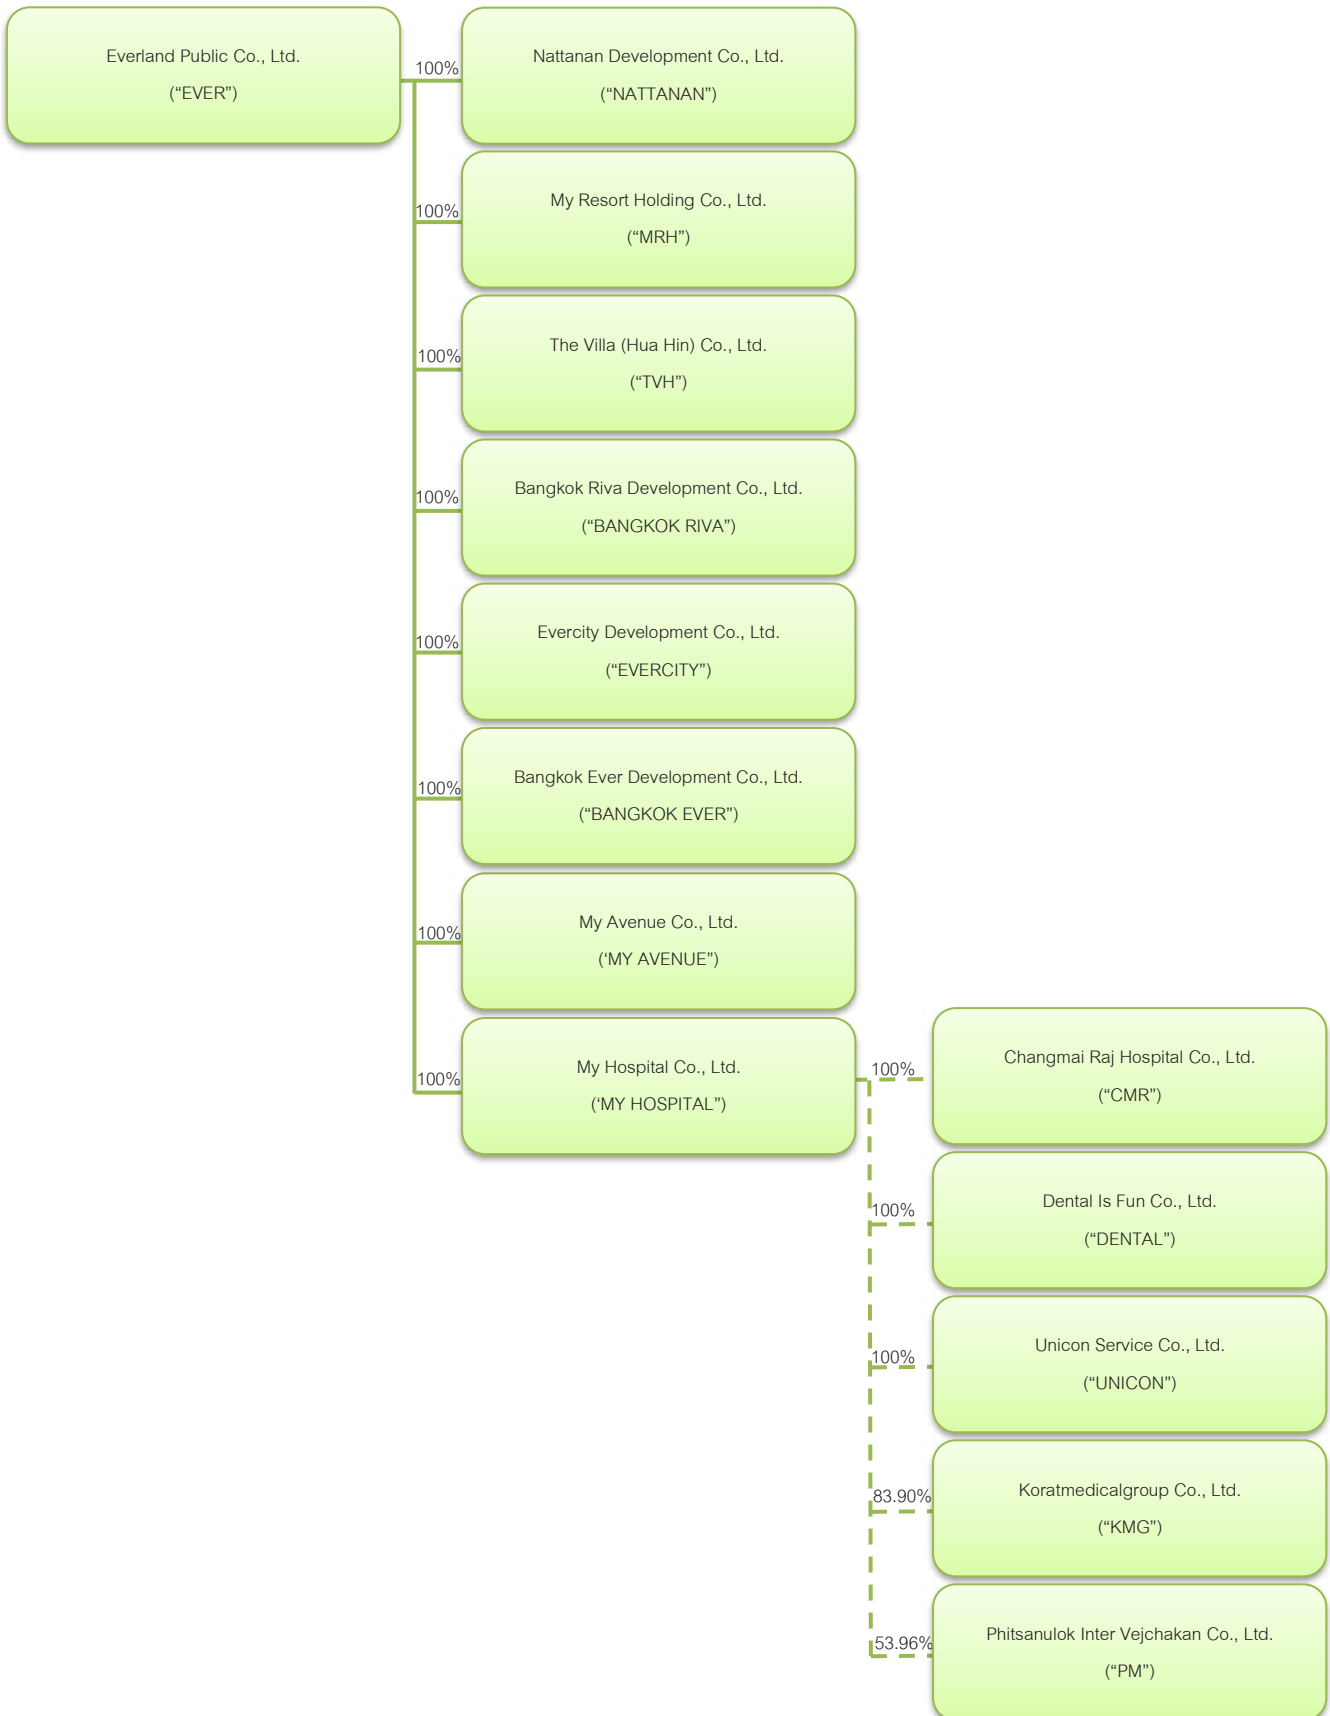 Everland Public Co., Ltd.
(“EVER”)
100%
Nattanan Development Co., Ltd.
(“NATTANAN”)
100%
My Resort Holding Co., Ltd.
(“MRH”)
100%
The Villa (Hua Hin) Co., Ltd.
(“TVH”)
100%
Bangkok Riva Development Co., Ltd.
(“BANGKOK RIVA”)
100%
Evercity Development Co., Ltd.
(“EVERCITY”)
100%
Bangkok Ever Development Co., Ltd.
(“BANGKOK EVER”)
100%
My Avenue Co., Ltd.
(‘MY AVENUE”)
100%
My Hospital Co., Ltd.
(‘MY HOSPITAL”)
100%
Changmai Raj Hospital Co., Ltd.
(“CMR”)
100%
Dental Is Fun Co., Ltd.
(“DENTAL”)
100%
Unicon Service Co., Ltd.
(“UNICON”)
83.90%
Koratmedicalgroup Co., Ltd.
(“KMG”)
53.96%
Phitsanulok Inter Vejchakan Co., Ltd.
(“PM”)